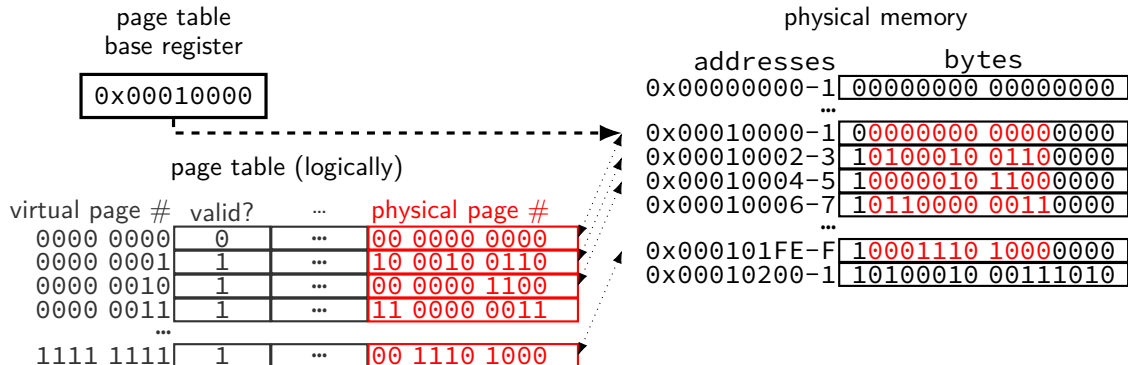 page table
base register
0x00010000
page table (logically)
virtual page # valid? … physical page #
0000 0000 0 … 00 0000 0000
0000 0001 1 … 10 0010 0110
0000 0010 1 … 00 0000 1100
0000 0011 1 … 11 0000 0011
…
1111 1111 1 … 00 1110 1000
physical memory
addresses bytes
0x00000000-1 00000000 00000000
…
0x00010000-1 000000000 00000000
0x00010002-3 10100010 01100000
0x00010004-5 10000010 11000000
0x00010006-7 10110000 00110000
…
0x000101FE-F 10001110 10000000
0x00010200-1 10100010 00111010